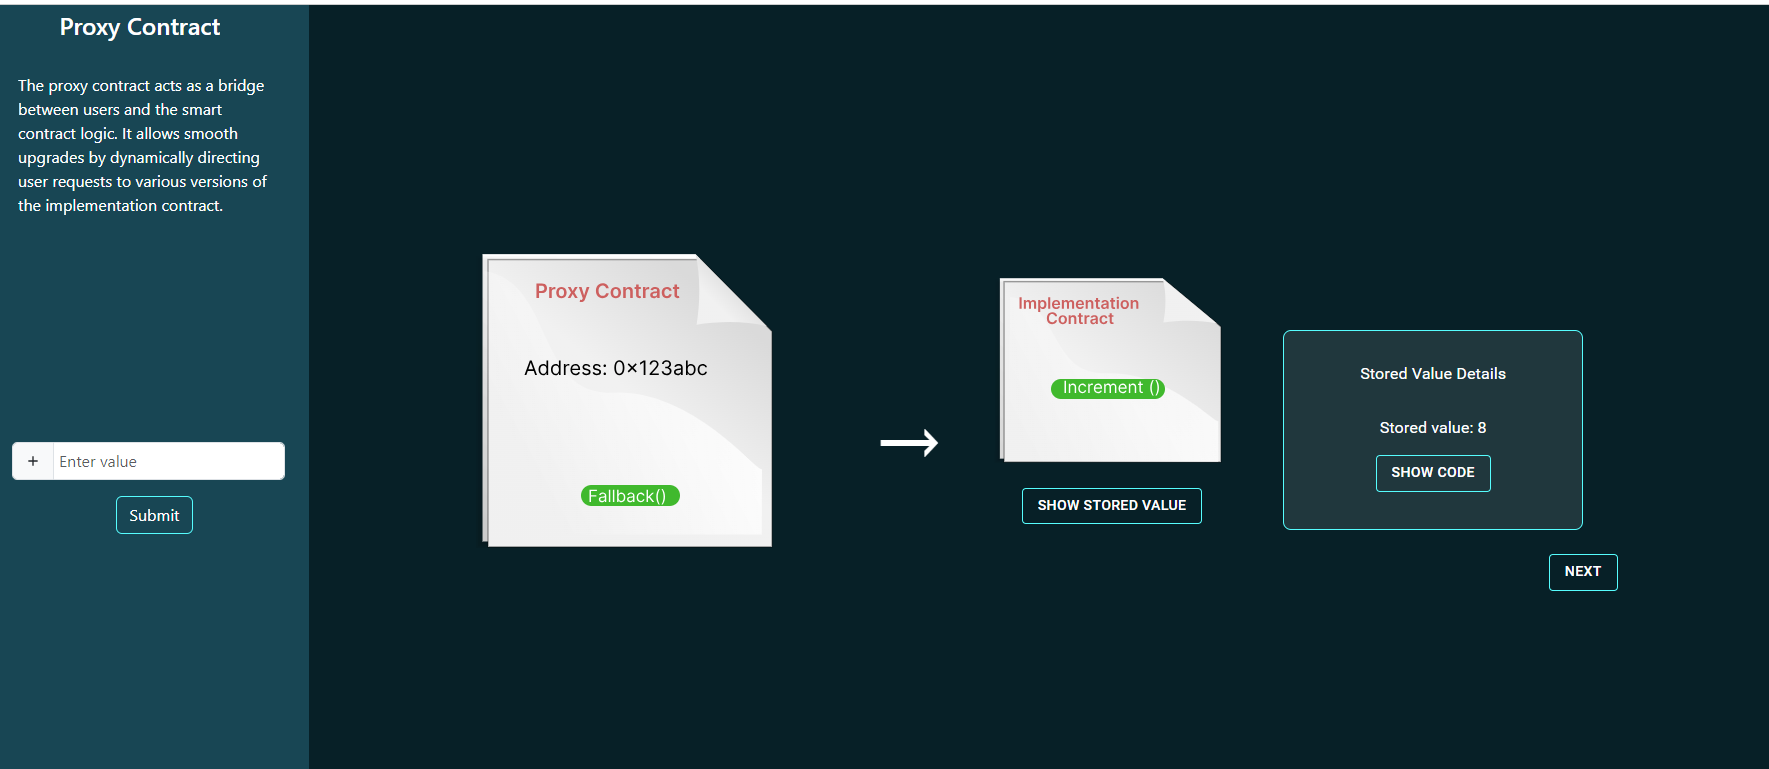 Proxy Contract
The proxy contract acts as a bridge
between users and the smart
contract logic. It allows smooth
upgrades by dynamically directing
user requests to various versions of
the implementation contract.
+ Enter value
Submit
Proxy Contract
Address: 0×123abc
Fallback()
Implementation
Contract
Increment ()
SHOW STORED VALUE
Stored Value Details
Stored value: 8
SHOW CODE
NEXT